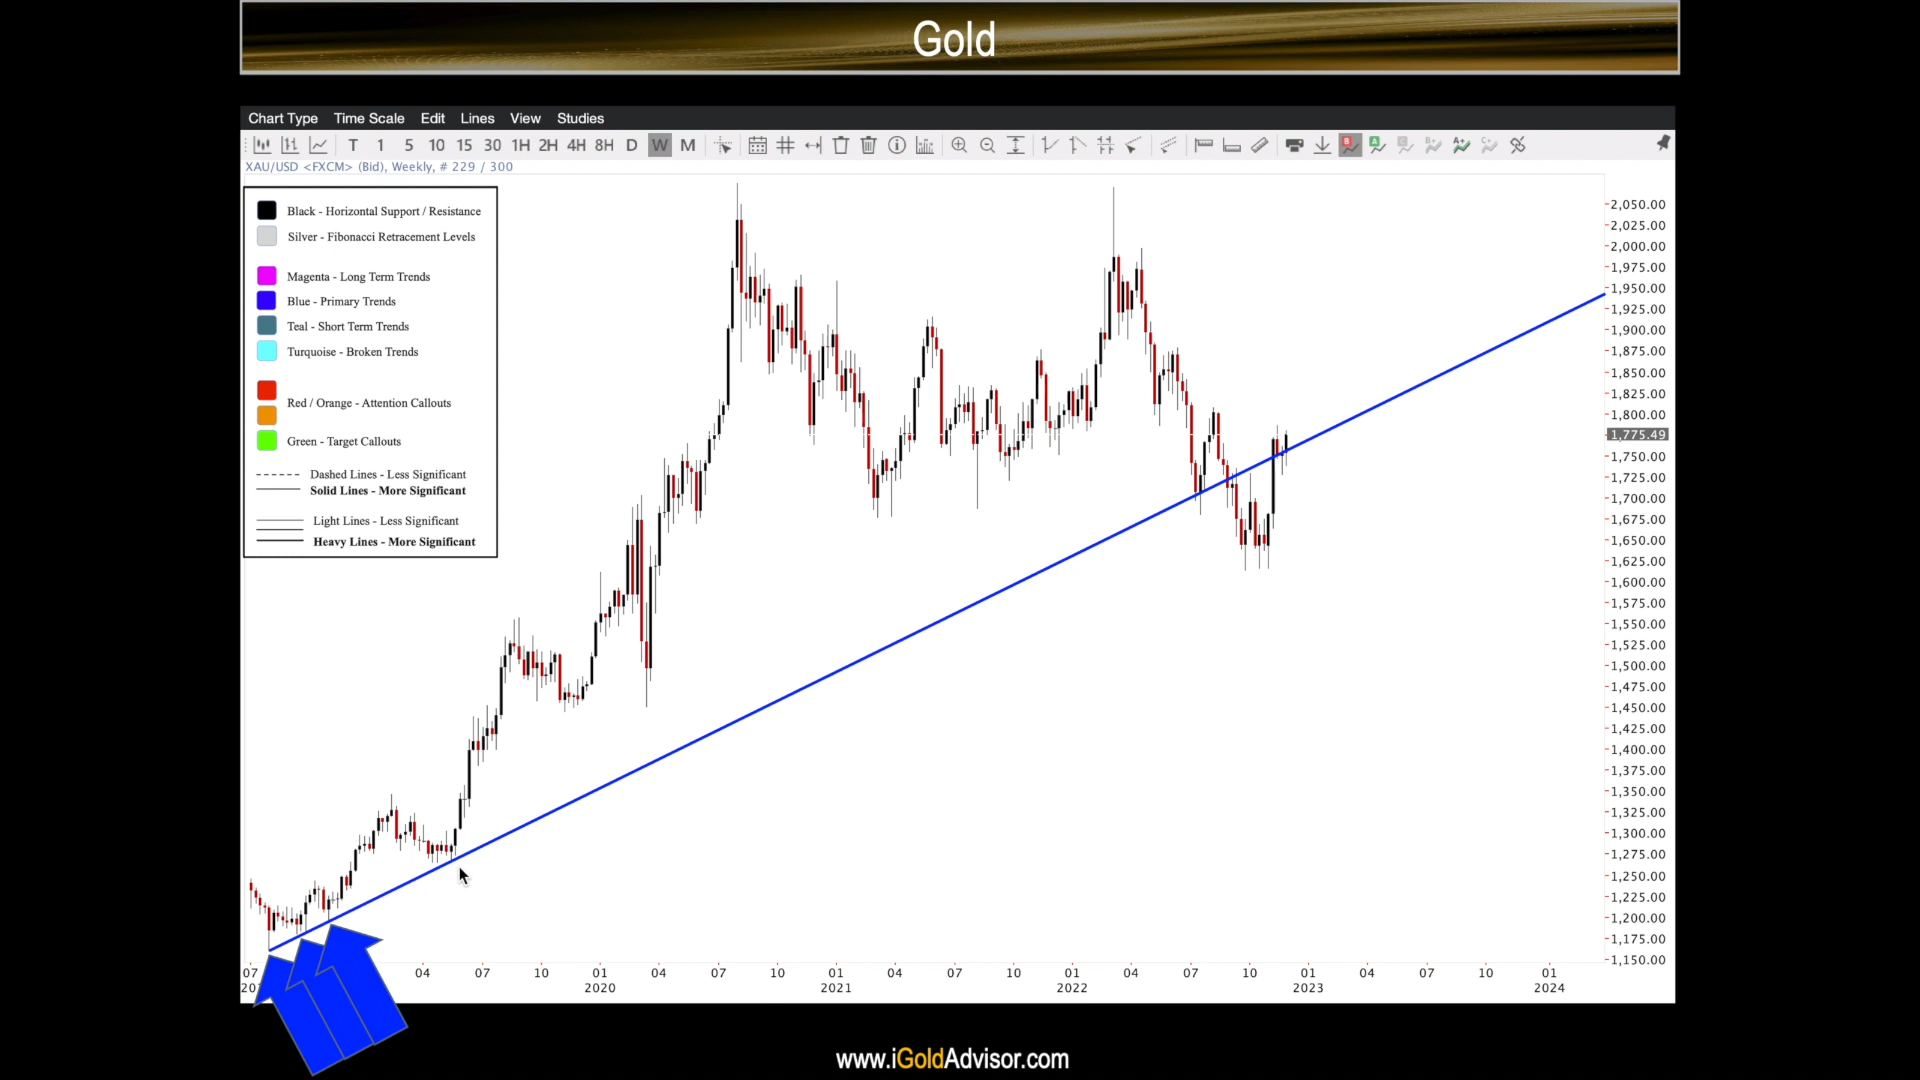 Gold
Chart Type Time Scale Edit Lines View Studies
T 1 5 10 15 30 1H 2H 4H 8H D W M
XAU/USD <FXCM> (Bid), Weekly, # 229 / 300
Black - Horizontal Support / Resistance
Silver - Fibonacci Retracement Levels
Magenta - Long Term Trends
Blue - Primary Trends
Teal - Short Term Trends
Turquoise - Broken Trends
Red / Orange - Attention Callouts
Green - Target Callouts
Dashed Lines - Less Significant
Solid Lines - More Significant
Light Lines - Less Significant
Heavy Lines - More Significant
2,050.00
2,025.00
2,000.00
1,975.00
1,950.00
1,925.00
1,900.00
1,875.00
1,850.00
1,825.00
1,800.00
1,775.49
1,750.00
1,725.00
1,700.00
1,675.00
1,650.00
1,625.00
1,600.00
1,575.00
1,550.00
1,525.00
1,500.00
1,475.00
1,450.00
1,425.00
1,400.00
1,375.00
1,350.00
1,325.00
1,300.00
1,275.00
1,250.00
1,225.00
1,200.00
1,175.00
1,150.00
07 04 07 10 01 04 07 10 01 04 07 10 01 04 07 10 01 04 07 10 01
2020 2021 2022 2023 2024
www.iGoldAdvisor.com